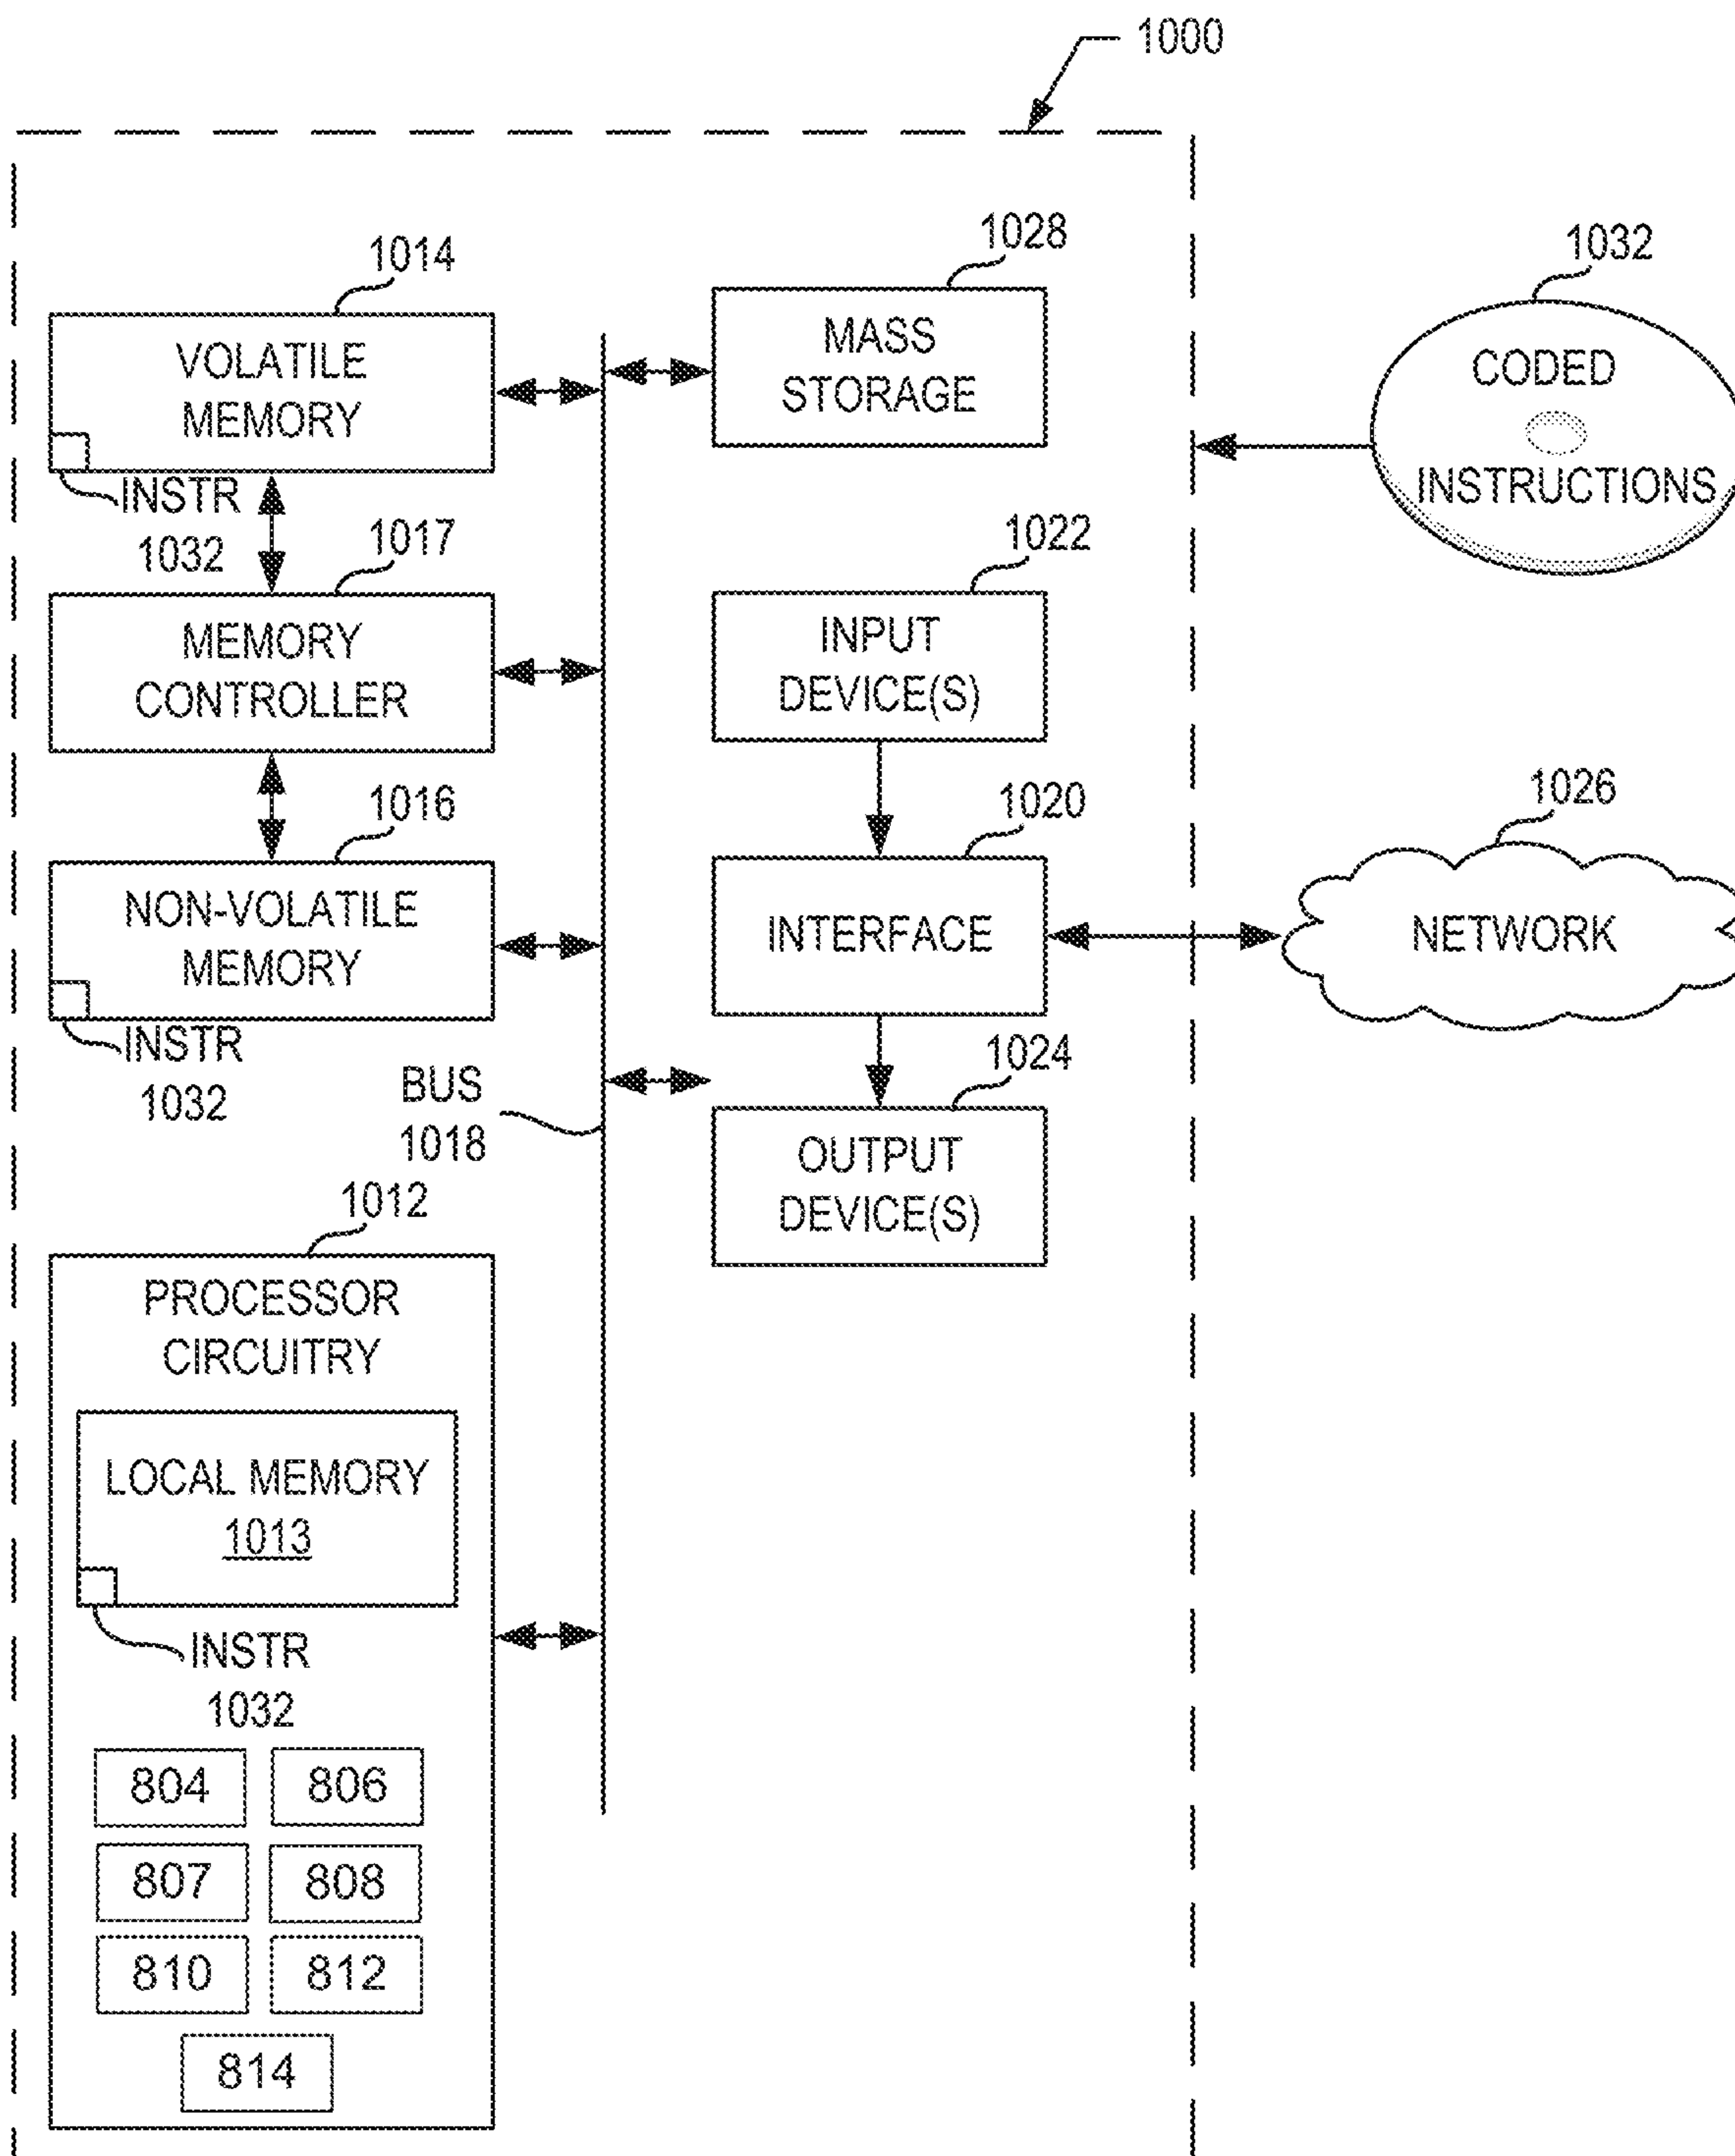 1000
1014
VOLATILE
MEMORY
INSTR
1032
1017
MEMORY
CONTROLLER
1016
NON-VOLATILE
MEMORY
INSTR
1032
BUS
1018
1012
PROCESSOR
CIRCUITRY
LOCAL MEMORY
1013
INSTR
1032
804
806
807
808
810
812
814
1028
MASS
STORAGE
1022
INPUT
DEVICE(S)
1020
INTERFACE
1024
OUTPUT
DEVICE(S)
1032
CODED
INSTRUCTIONS
1026
NETWORK